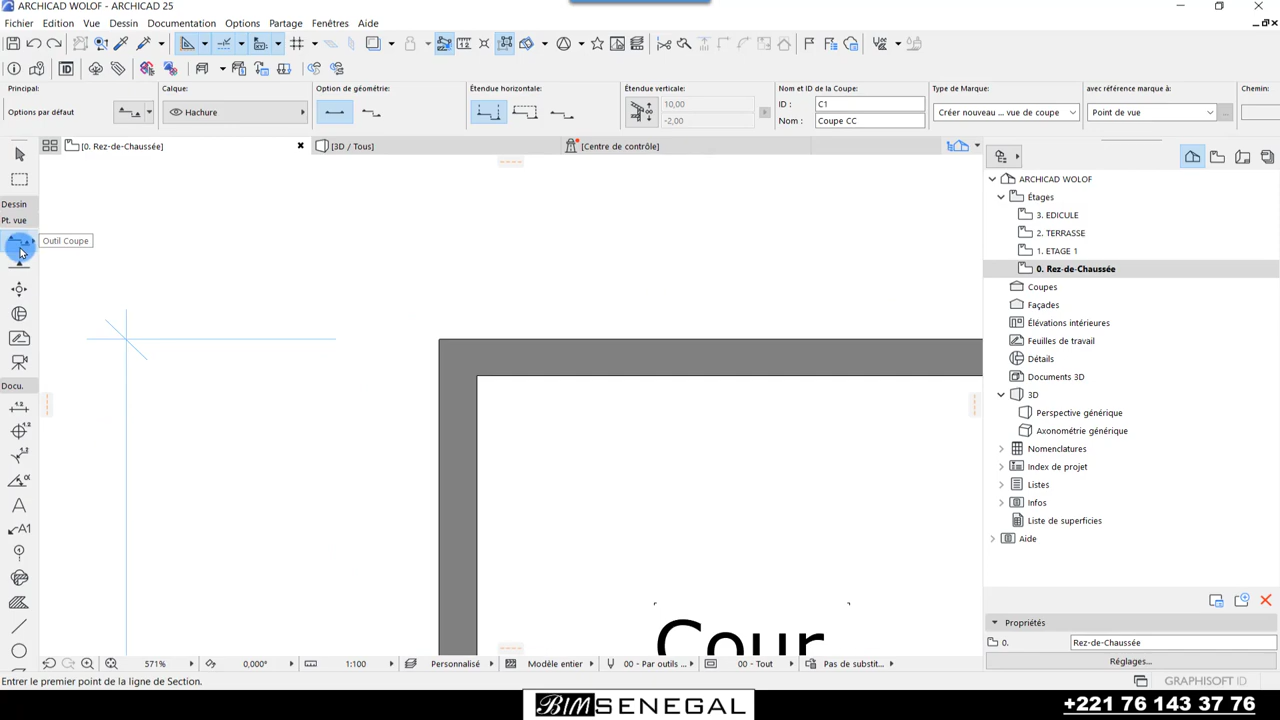 ARCHICAD WOLOF - ARCHICAD 25
Fichier Edition Vue Dessin Documentation Options Partage Fenêtres Aide
Principal: Calque: Option de géométrie: Étendue horizontale: Étendue verticale: Nom et ID de la Coupe: Type de Marque: avec référence marque à: Chemin:
Options par défaut Hachure 10,00 -2,00 ID : C1 Créer nouveau ... vue de coupe Point de vue ...
Nom : Coupe CC
[0. Rez-de-Chaussée] [3D / Tous] [Centre de contrôle]
Dessin
Pt. vue
Outil Coupe
Docu.
1.2
1.2
A
A1
Cour
ARCHICAD WOLOF
Étages
3. EDICULE
2. TERRASSE
1. ETAGE 1
0. Rez-de-Chaussée
Coupes
Façades
Élévations intérieures
Feuilles de travail
Détails
Documents 3D
3D
Perspective générique
Axonométrie générique
Nomenclatures
Index de projet
Listes
Infos
Liste de superficies
Aide
Propriétés
0. Rez-de-Chaussée
Réglages...
571% 0,000° 1:100 Personnalisé Modèle entier 00 - Par outils ... 00 - Tout Pas de substit...
Entrer le premier point de la ligne de Section.
GRAPHISOFT ID
BIMSENEGAL
+221 76 143 37 76